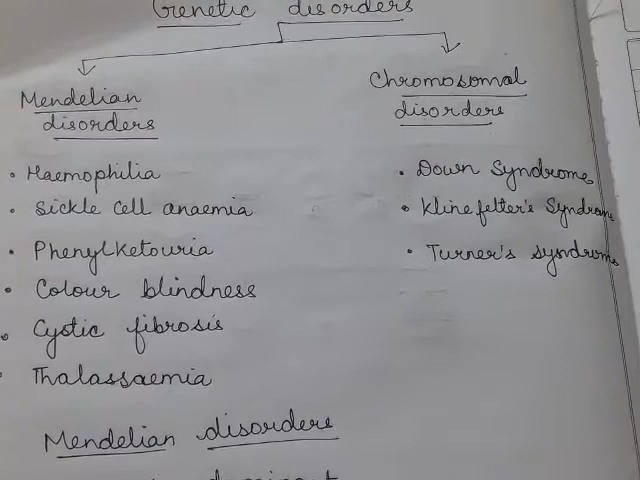 Genetic disorders
Mendelian
disorders
• Haemophilia
• Sickle cell anaemia
• Phenylketouria
• Colour blindness
• Cystic fibrosis
• Thalassaemia
Chromosomal
disorders
• Down Syndrome
• Klinefelter's Syndrome
• Turner's syndrome
Mendelian disorders
dominant